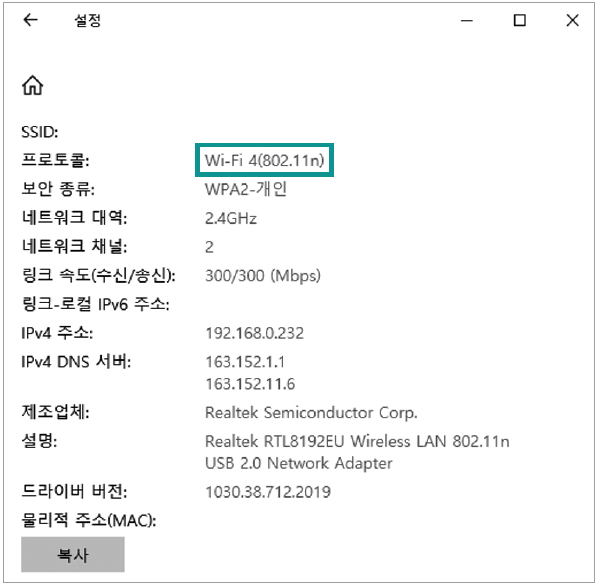 설정
SSID:
프로토콜: Wi-Fi 4(802.11n)
보안 종류: WPA2-개인
네트워크 대역: 2.4GHz
네트워크 채널: 2
링크 속도(수신/송신): 300/300 (Mbps)
링크-로컬 IPv6 주소:
IPv4 주소: 192.168.0.232
IPv4 DNS 서버: 163.152.1.1
163.152.11.6
제조업체: Realtek Semiconductor Corp.
설명: Realtek RTL8192EU Wireless LAN 802.11n
USB 2.0 Network Adapter
드라이버 버전: 1030.38.712.2019
물리적 주소(MAC):
복사